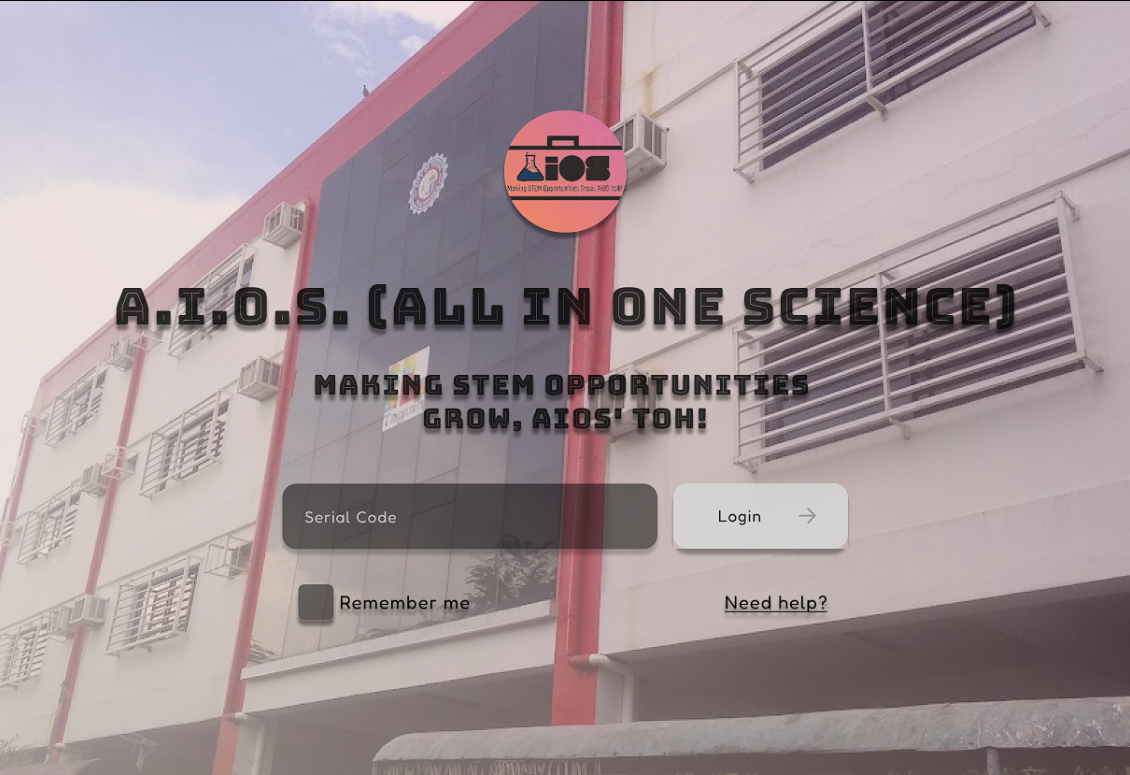 AiOS
Making STEM Opportunities Grow, AiOS' toh!
A.I.O.S. (ALL IN ONE SCIENCE)
MAKING STEM OPPORTUNITIES
GROW, AIOS' TOH!
Serial Code
Login
Remember me
Need help?